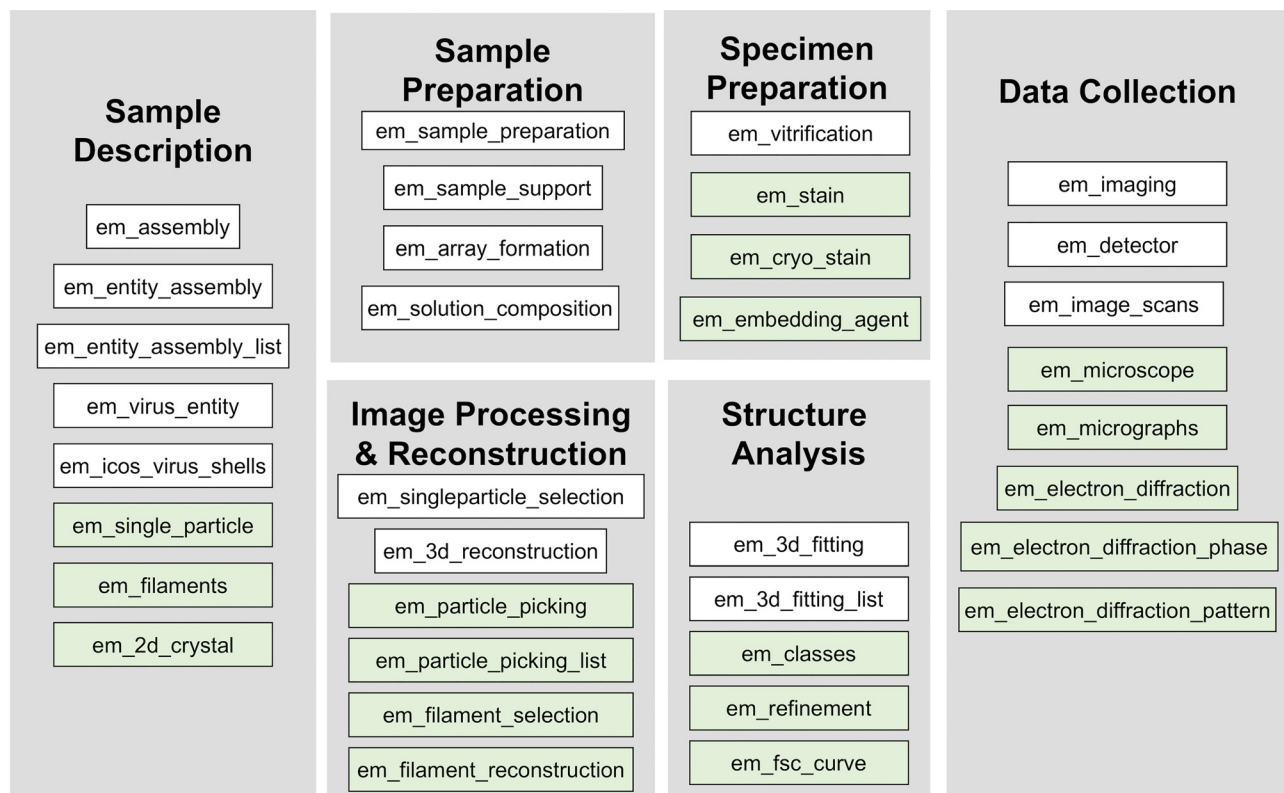 Sample
Description
em_assembly
em_entity_assembly
em_entity_assembly_list
em_virus_entity
em_icos_virus_shells
em_single_particle
em_filaments
em_2d_crystal
Sample
Preparation
em_sample_preparation
em_sample_support
em_array_formation
em_solution_composition
Specimen
Preparation
em_vitrification
em_stain
em_cryo_stain
em_embedding_agent
Data Collection
em_imaging
em_detector
em_image_scans
em_microscope
em_micrographs
em_electron_diffraction
em_electron_diffraction_phase
em_electron_diffraction_pattern
Image Processing
& Reconstruction
em_singleparticle_selection
em_3d_reconstruction
em_particle_picking
em_particle_picking_list
em_filament_selection
em_filament_reconstruction
Structure
Analysis
em_3d_fitting
em_3d_fitting_list
em_classes
em_refinement
em_fsc_curve